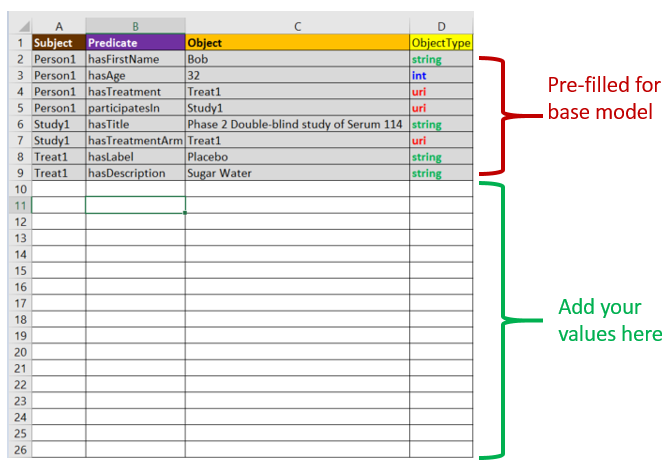 A B C D
1 Subject Predicate Object ObjectType
2 Person1 hasFirstName Bob string
3 Person1 hasAge 32 int
4 Person1 hasTreatment Treat1 uri
5 Person1 participatesIn Study1 uri
6 Study1 hasTitle Phase 2 Double-blind study of Serum 114 string
7 Study1 hasTreatmentArm Treat1 uri
8 Treat1 hasLabel Placebo string
9 Treat1 hasDescription Sugar Water string
10
11
12
13
14
15
16
17
18
19
20
21
22
23
24
25
26
Pre-filled for
base model
Add your
values here